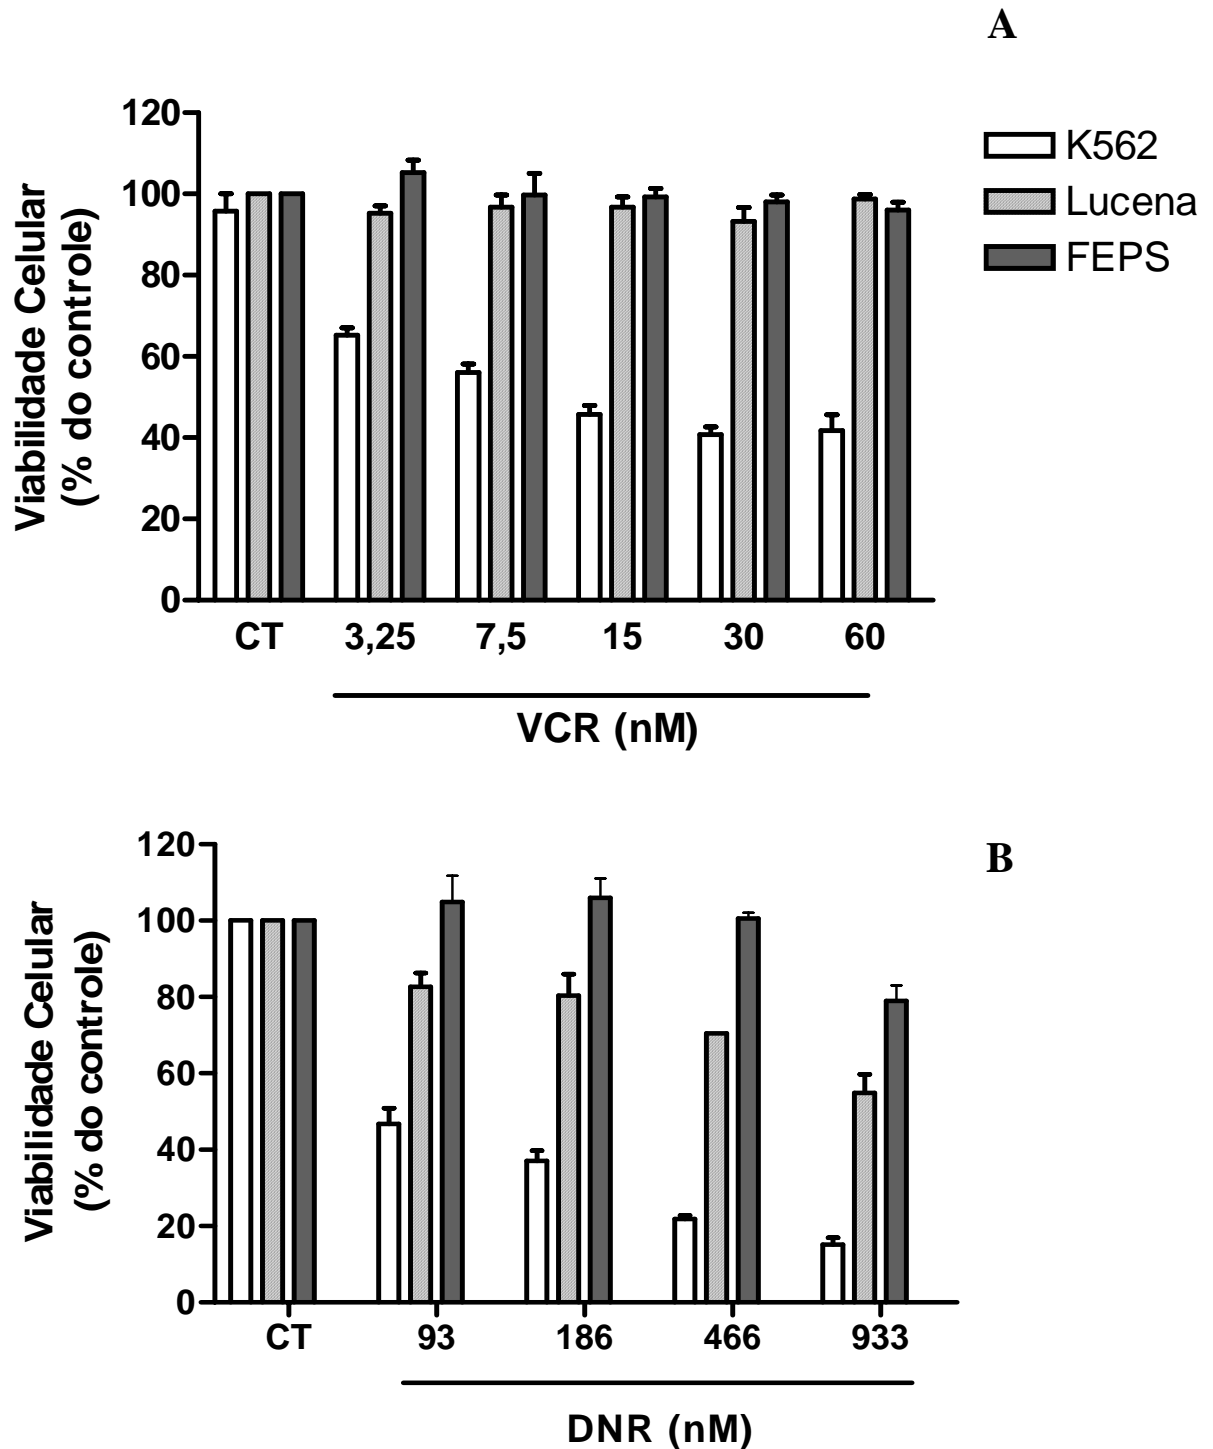 A
K562
Lucena
FEPS
Viabilidade Celular
(% do controle)
120
100
80
60
40
20
0
CT 3,25 7,5 15 30 60
VCR (nM)
B
Viabilidade Celular
(% do controle)
120
100
80
60
40
20
0
CT 93 186 466 933
DNR (nM)